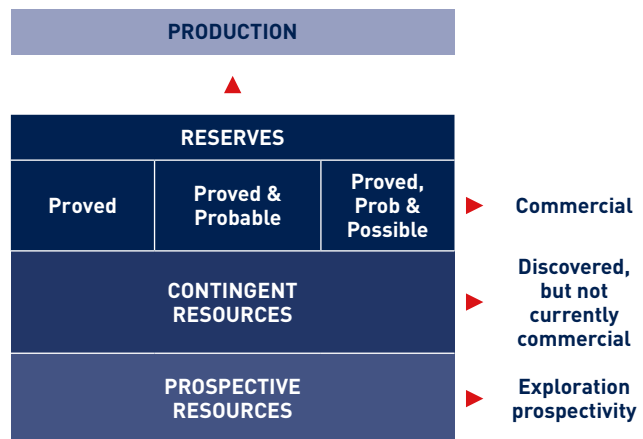 PRODUCTION
RESERVES
Proved
Proved &
Probable
Proved,
Prob &
Possible
Commercial
CONTINGENT
RESOURCES
Discovered,
but not
currently
commercial
PROSPECTIVE
RESOURCES
Exploration
prospectivity